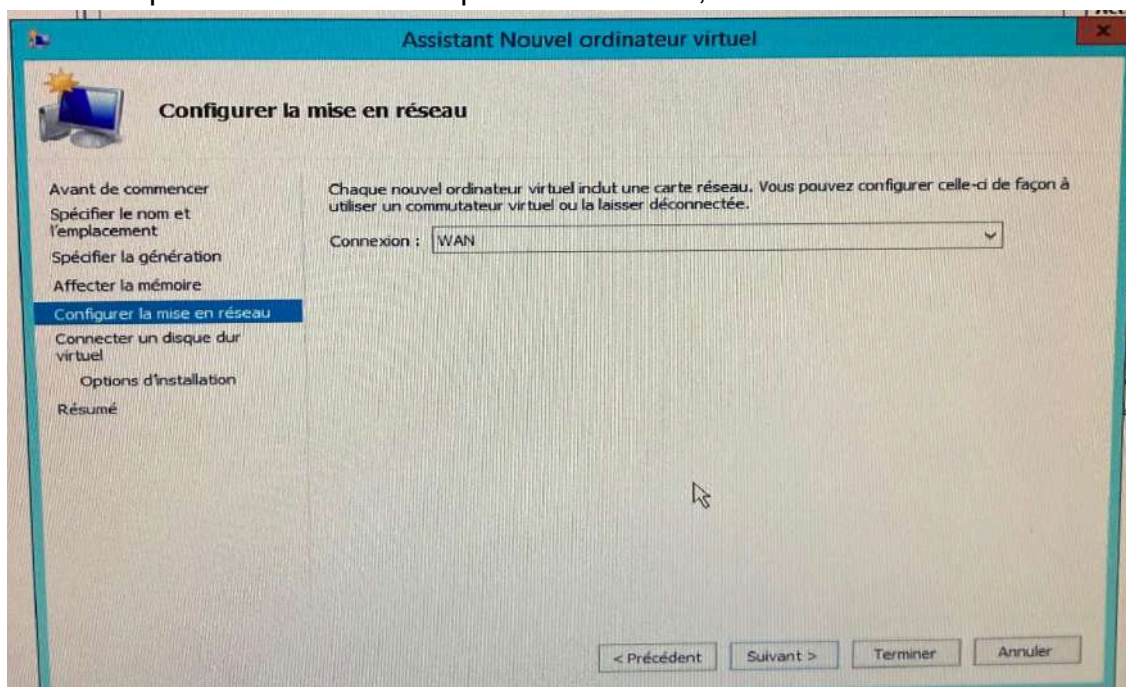 Assistant Nouvel ordinateur virtuel
Configurer la mise en réseau
Avant de commencer
Spécifier le nom et
l'emplacement
Spécifier la génération
Affecter la mémoire
Configurer la mise en réseau
Connecter un disque dur
virtuel
Options d'installation
Résumé
Chaque nouvel ordinateur virtuel inclut une carte réseau. Vous pouvez configurer celle-ci de façon à
utiliser un commutateur virtuel ou la laisser déconnectée.
Connexion : WAN
< Précédent Suivant > Terminer Annuler